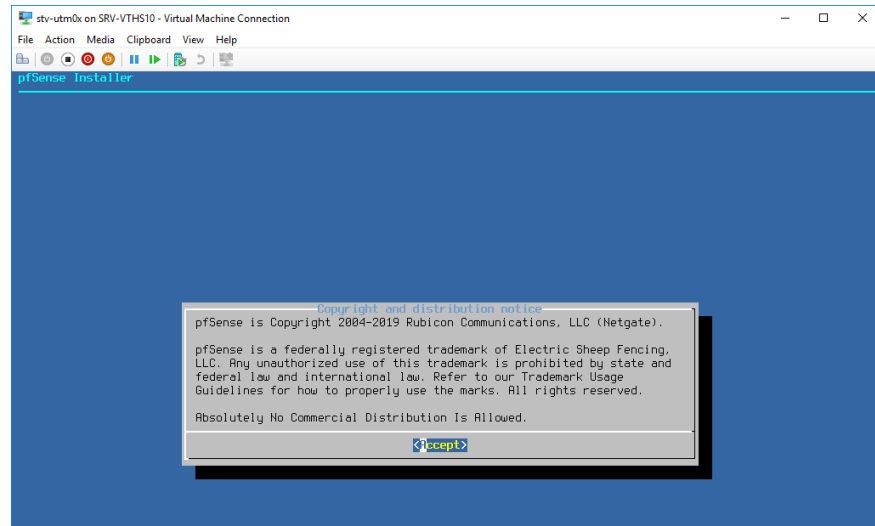 stv-utm0x on SRV-VTHS10 - Virtual Machine Connection
File Action Media Clipboard View Help
pfSense Installer
Copyright and distribution notice
pfSense is Copyright 2004-2019 Rubicon Communications, LLC (Netgate).
pfSense is a federally registered trademark of Electric Sheep Fencing,
LLC. Any unauthorized use of this trademark is prohibited by state and
federal law and international law. Refer to our Trademark Usage
Guidelines for how to properly use the marks. All rights reserved.
Absolutely No Commercial Distribution Is Allowed.
<Accept>